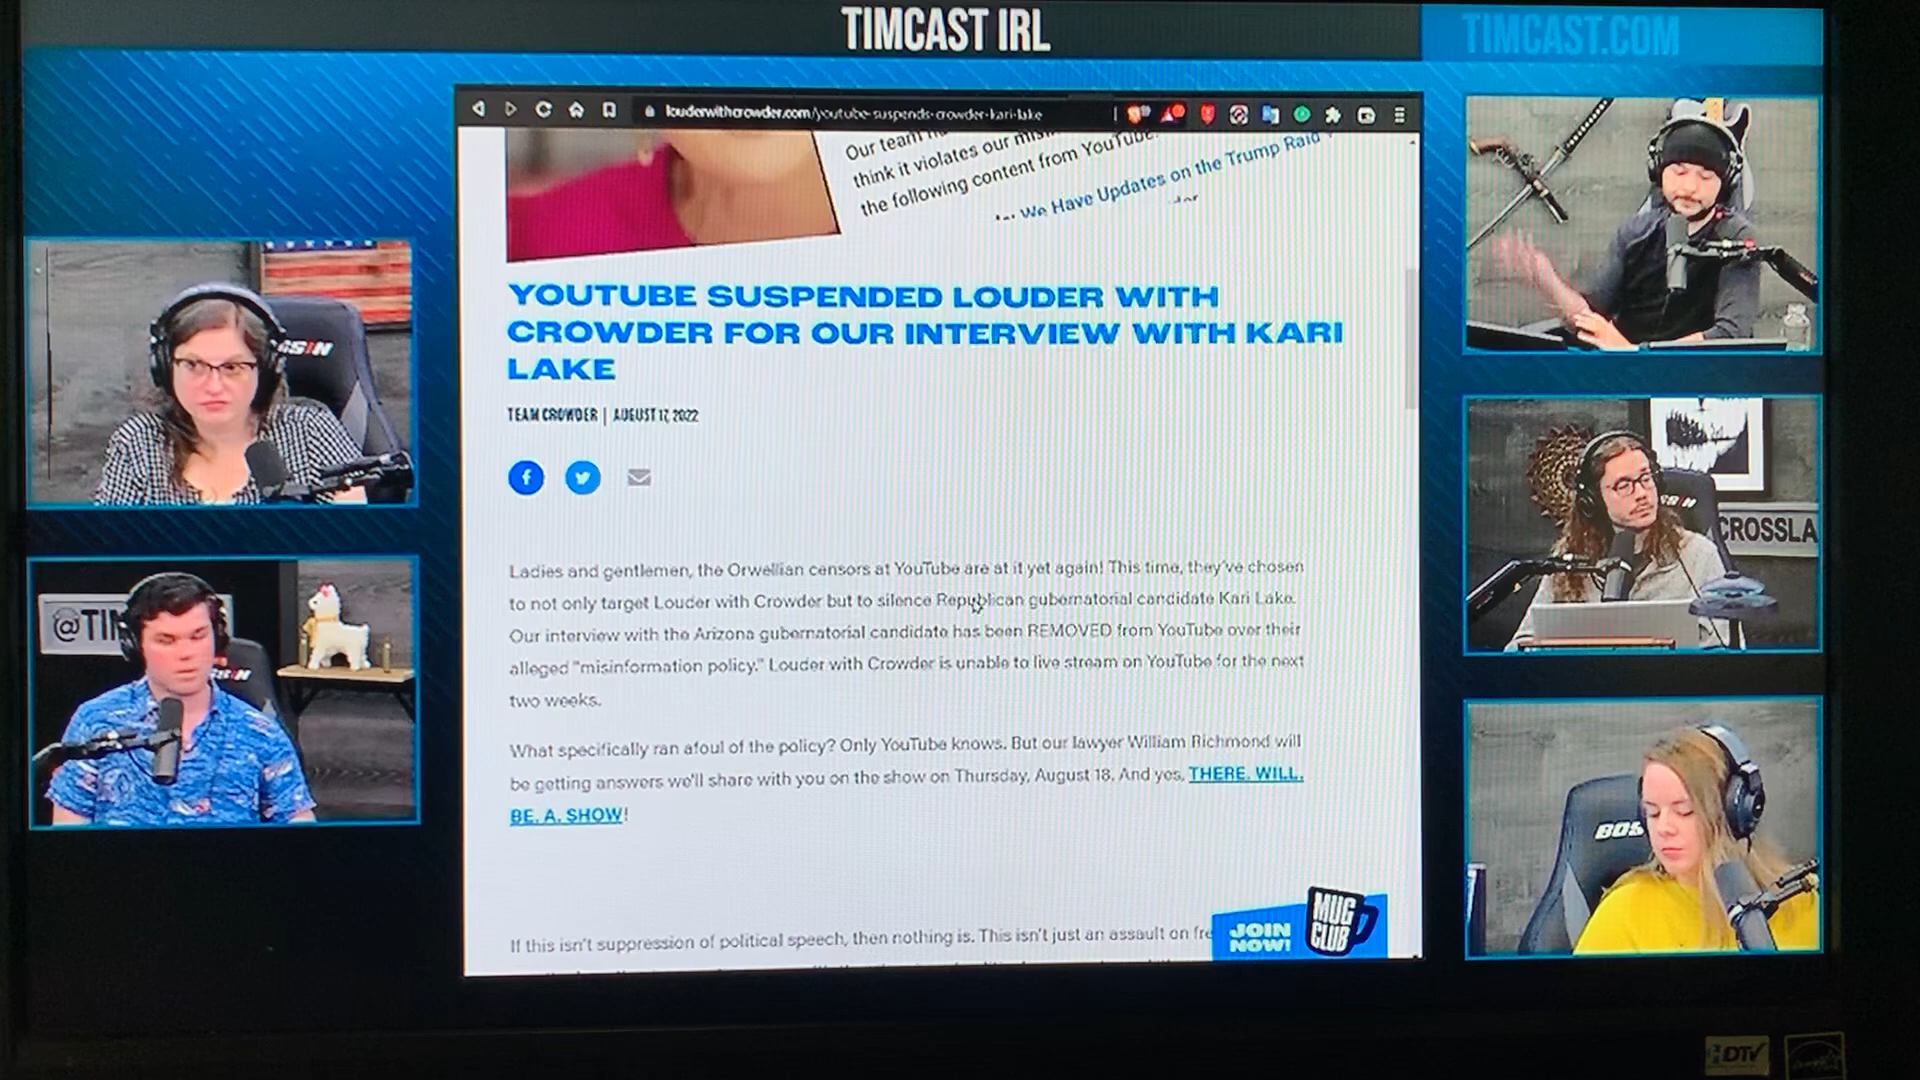 TIMCAST IRL
TIMCAST.COM
louderwithcrowder.com/youtube-suspends-crowder-kari-lake
Our team
think it violates our
the following content from YouTube.
We Have Updates on the Trump Raid
YOUTUBE SUSPENDED LOUDER WITH
CROWDER FOR OUR INTERVIEW WITH KARI
LAKE
TEAM CROWDER | AUGUST 17, 2022
Ladies and gentlemen, the Orwellian censors at YouTube are at it yet again! This time, they've chosen
to not only target Louder with Crowder but to silence Republican gubernatorial candidate Kari Lake.
Our interview with the Arizona gubernatorial candidate has been REMOVED from YouTube over their
alleged "misinformation policy." Louder with Crowder is unable to live stream on YouTube for the next
two weeks.
What specifically ran afoul of the policy? Only YouTube knows. But our lawyer William Richmond will
be getting answers we'll share with you on the show on Thursday, August 18. And yes, THERE. WILL.
BE. A. SHOW!
If this isn't suppression of political speech, then nothing is. This isn't just an assault on fre
JOIN
NOW!
MUG
CLUB
@TIM
CROSSLA
BOS
DTV